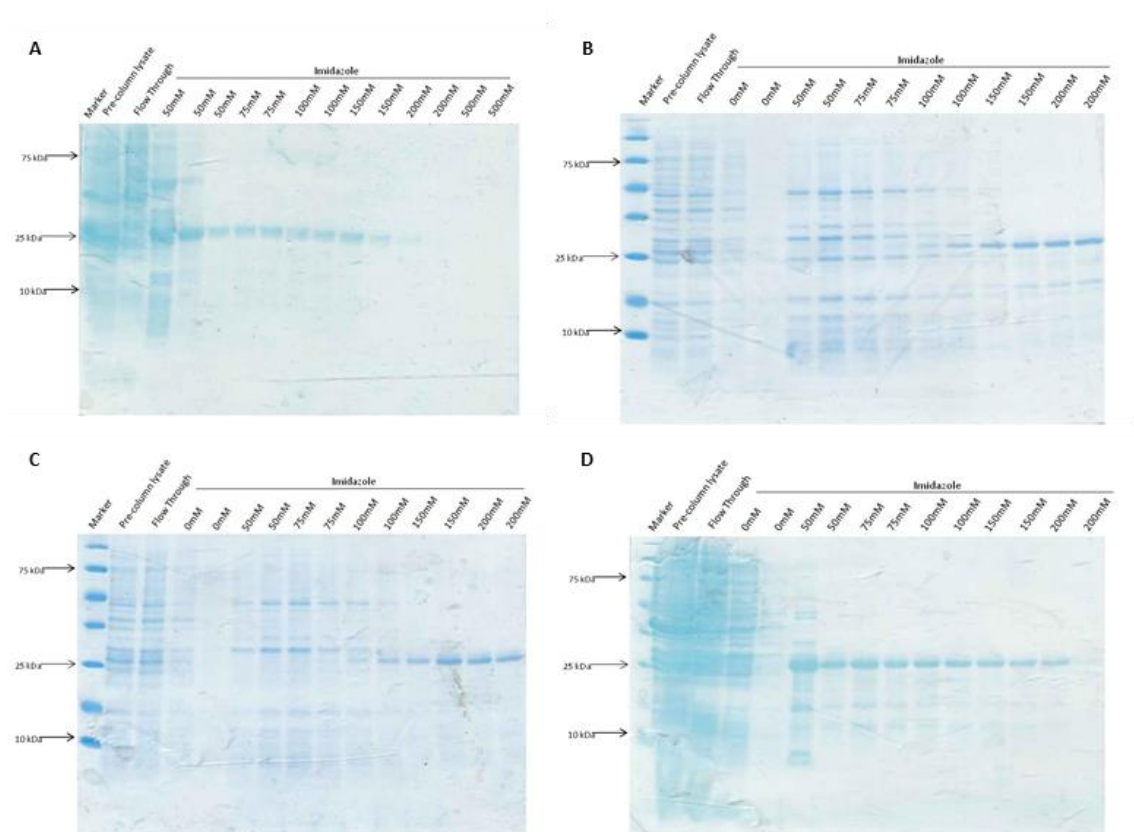 A
Imidazole
Marker
Pre-column lysate
Flow Through
50mM
50mM
50mM
75mM
75mM
100mM
100mM
150mM
150mM
200mM
200mM
500mM
500mM
75 kDa
25 kDa
10 kDa
B
Imidazole
Marker
Pre-column lysate
Flow Through
0mM
0mM
50mM
50mM
75mM
75mM
100mM
100mM
150mM
150mM
200mM
200mM
75 kDa
25 kDa
10 kDa
C
Imidazole
Marker
Pre-column lysate
Flow Through
0mM
0mM
50mM
50mM
75mM
75mM
100mM
100mM
150mM
150mM
200mM
200mM
75 kDa
25 kDa
10 kDa
D
Imidazole
Marker
Pre-column lysate
Flow Through
0mM
0mM
50mM
50mM
75mM
75mM
100mM
100mM
150mM
150mM
200mM
200mM
75 kDa
25 kDa
10 kDa